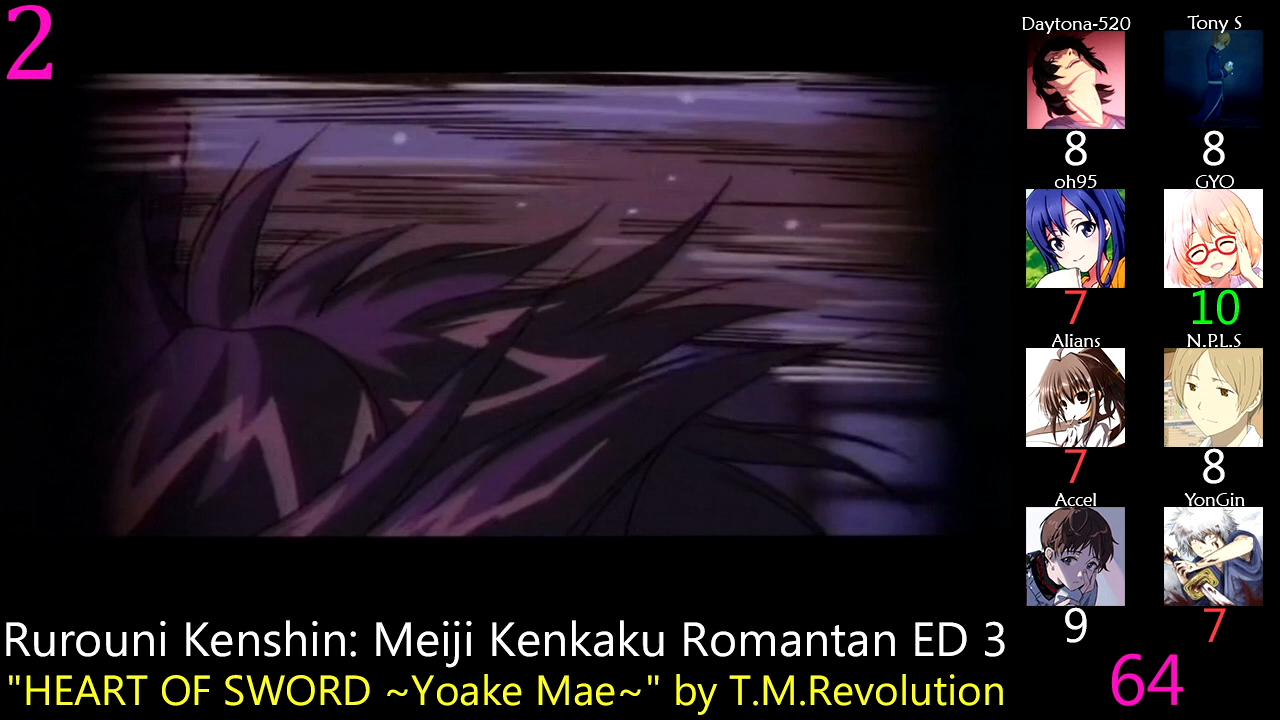 2
Daytona-520 Tony S
8 8
oh95 GYO
7 10
Alians N.P.L.S
7 8
Accel YonGin
9 7
Rurouni Kenshin: Meiji Kenkaku Romantan ED 3
"HEART OF SWORD ~Yoake Mae~" by T.M.Revolution
64